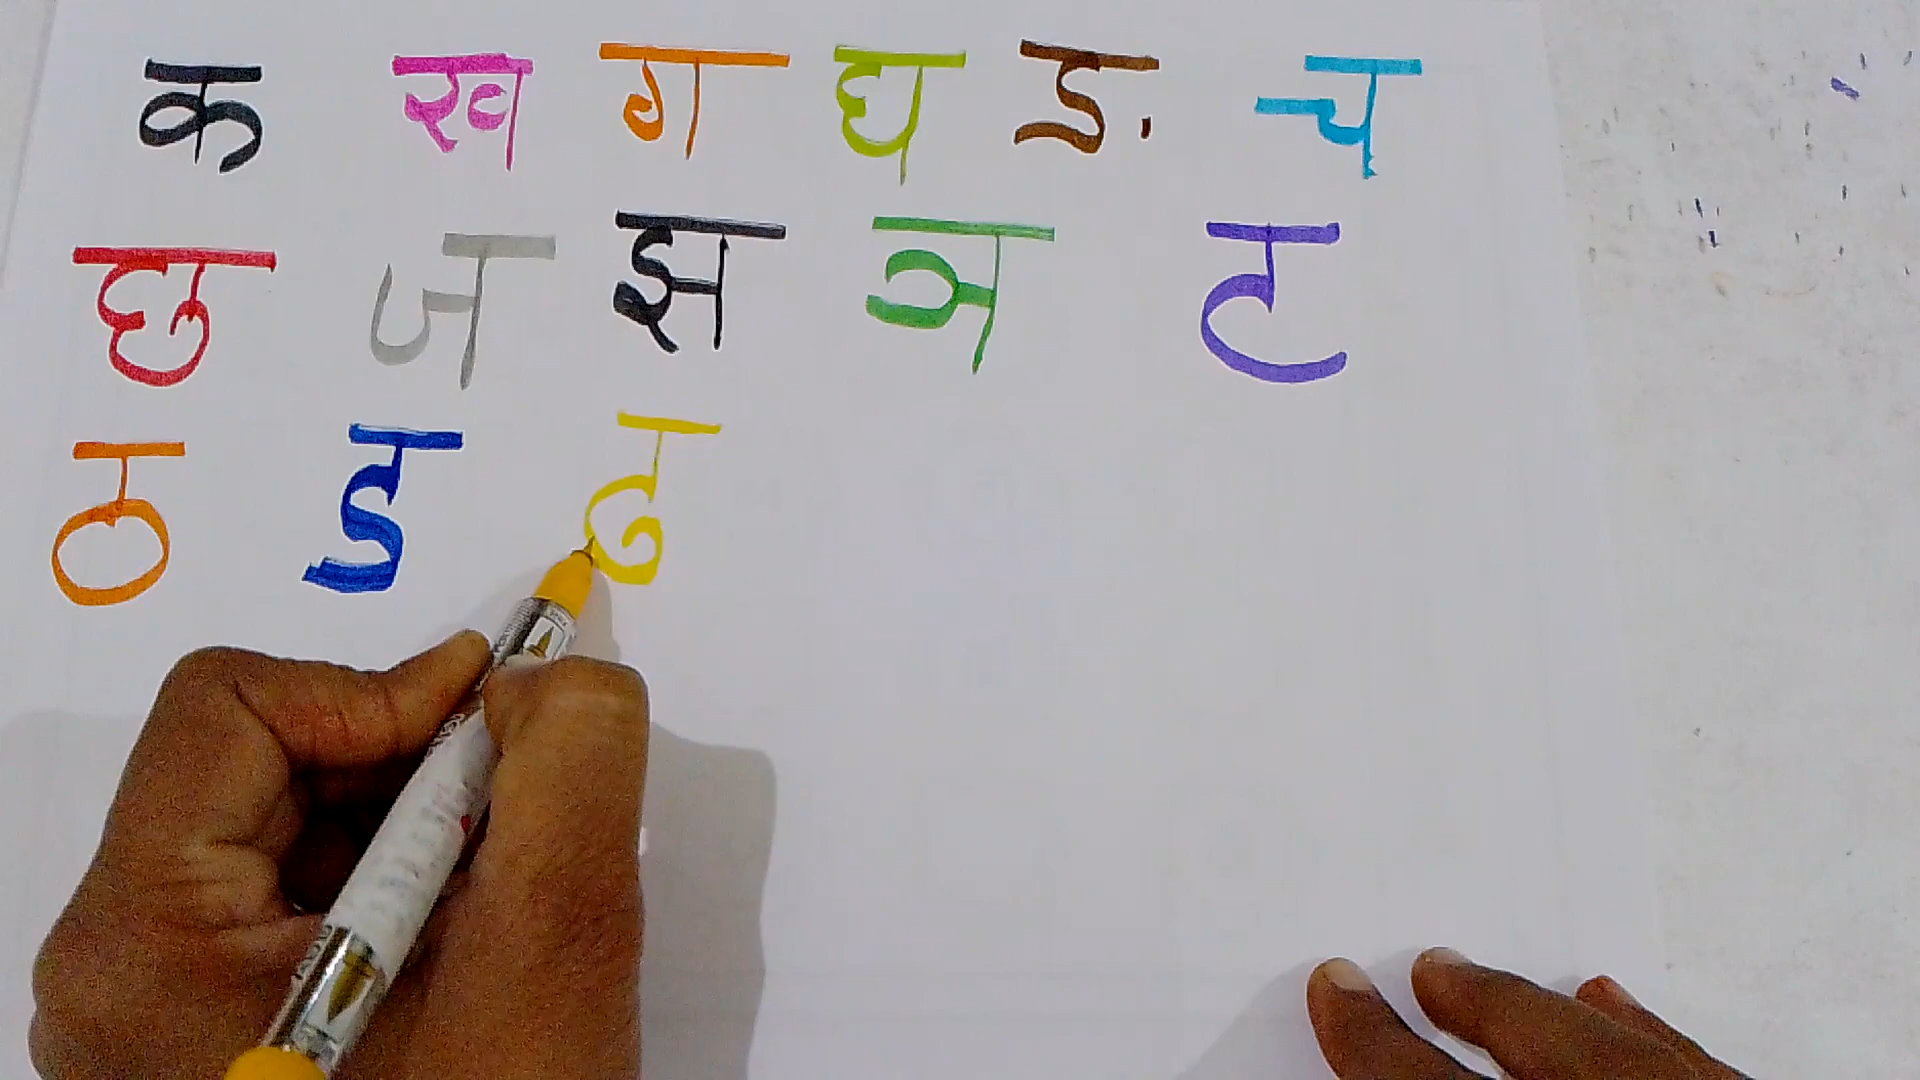 क ख ग घ ङ च
छ ज झ ञ ट
ठ ड ढ